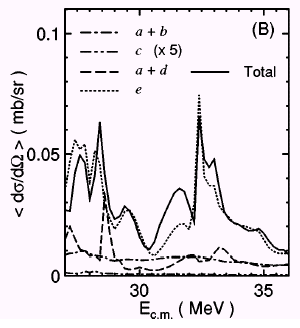 0.1
(B)
a + b
c (x 5)
a + d
Total
e
< dσ/dΩ > ( mb/sr )
0.05
0
30
35
E c.m. ( MeV )